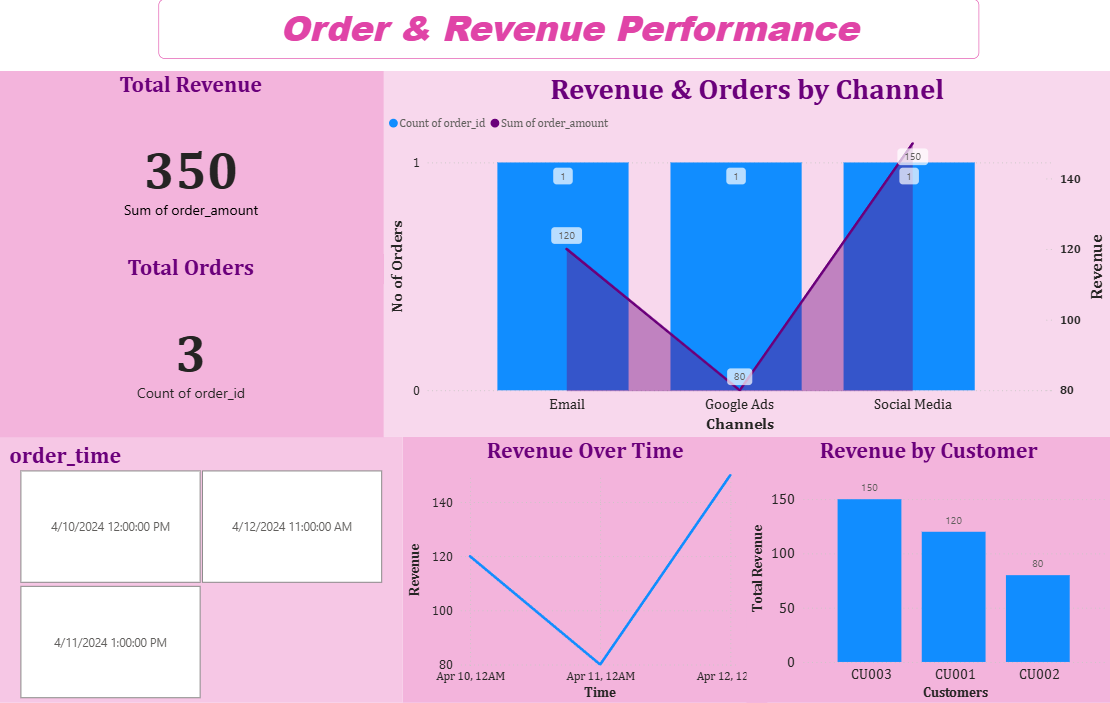 Order & Revenue Performance
Total Revenue
350
Sum of order_amount
Total Orders
3
Count of order_id
Revenue & Orders by Channel
Count of order_id Sum of order_amount
No of Orders
1
0
1
1
1
120
80
150
140
120
100
80
Revenue
Email Google Ads Social Media
Channels
order_time
4/10/2024 12:00:00 PM
4/12/2024 11:00:00 AM
4/11/2024 1:00:00 PM
Revenue Over Time
Revenue
140
120
100
80
Apr 10, 12AM Apr 11, 12AM Apr 12, 12
Time
Revenue by Customer
Total Revenue
150
100
50
0
150
120
80
CU003 CU001 CU002
Customers